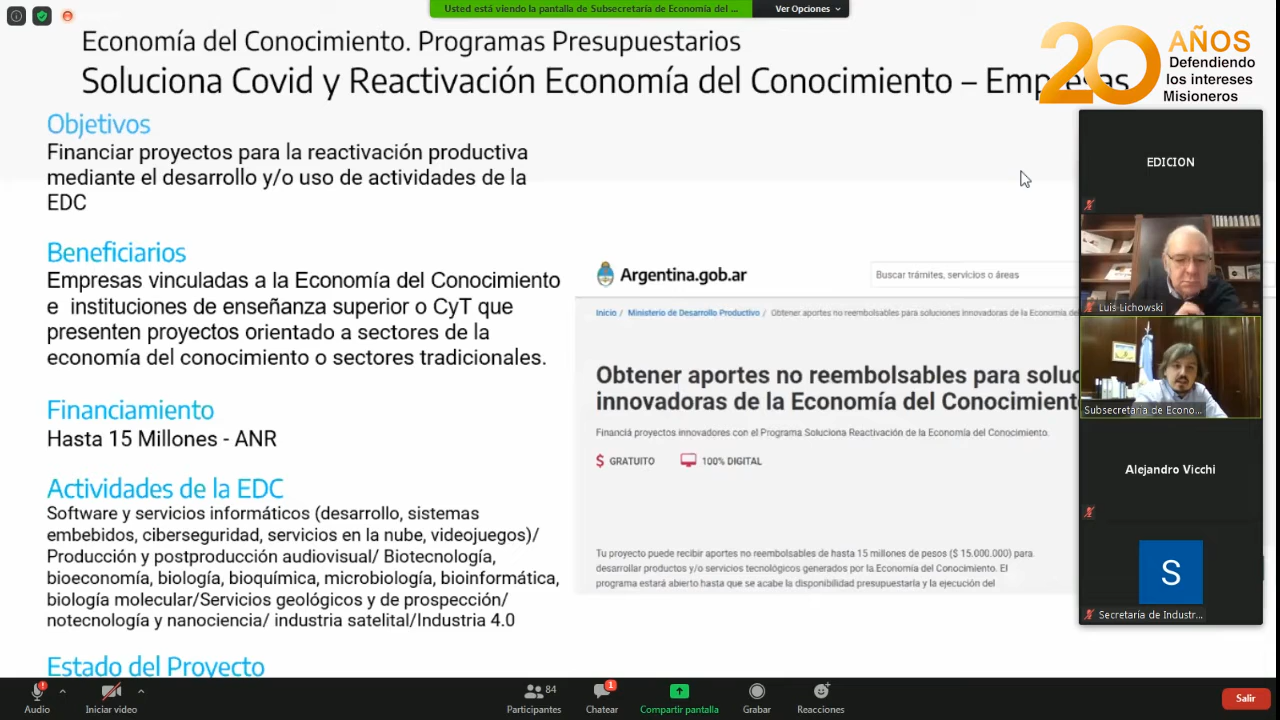 Usted está viendo la pantalla de Subsecretaría de Economía del ...
Ver Opciones
Economía del Conocimiento. Programas Presupuestarios
Soluciona Covid y Reactivación Economía del Conocimiento – Empresas
20 AÑOS
Defendiendo
los intereses
Misioneros
Objetivos
Financiar proyectos para la reactivación productiva
mediante el desarrollo y/o uso de actividades de la
EDC
Beneficiarios
Empresas vinculadas a la Economía del Conocimiento
e instituciones de enseñanza superior o CyT que
presenten proyectos orientado a sectores de la
economía del conocimiento o sectores tradicionales.
Financiamiento
Hasta 15 Millones - ANR
Actividades de la EDC
Software y servicios informáticos (desarrollo, sistemas
embebidos, ciberseguridad, servicios en la nube, videojuegos)/
Producción y postproducción audiovisual/ Biotecnología,
bioeconomía, biología, bioquímica, microbiología, bioinformática,
biología molecular/Servicios geológicos y de prospección/
notecnología y nanociencia/ industria satelital/Industria 4.0
Estado del Proyecto
Argentina.gob.ar
Buscar trámites, servicios o áreas
Inicio / Ministerio de Desarrollo Productivo / Obtener aportes no reembolsables para soluciones innovadoras de la Economía de
Obtener aportes no reembolsables para soluc
innovadoras de la Economía del Conocimient
Financiá proyectos innovadores con el Programa Soluciona Reactivación de la Economía del Conocimiento.
$ GRATUITO
100% DIGITAL
Tu proyecto puede recibir aportes no reembolsables de hasta 15 millones de pesos ($ 15.000.000) para
desarrollar productos y/o servicios tecnológicos generados por la Economía del Conocimiento. El
programa estará abierto hasta que se acabe la disponibilidad presupuestaria y la ejecución del
EDICION
Luis Lichowski
Subsecretaría de Econo...
Alejandro Vicchi
S
Secretaría de Industr...
Audio
Iniciar video
84
Participantes
1
Chatear
Compartir pantalla
Grabar
Reacciones
Salir